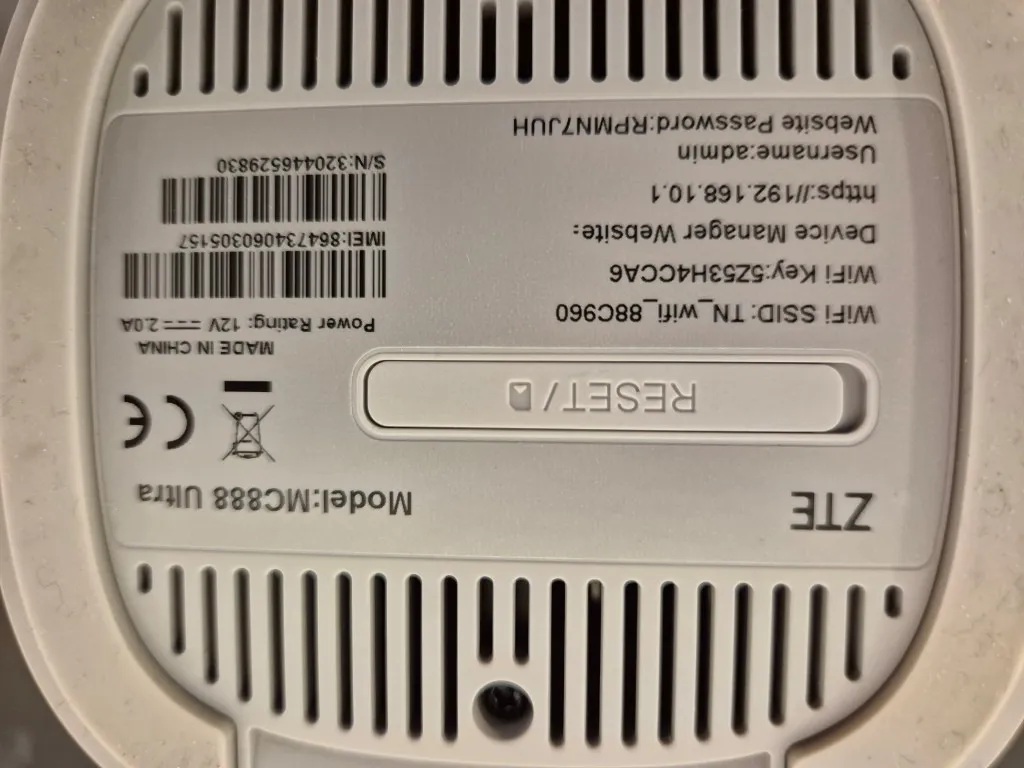 ZTE
Model:MC888 Ultra
RESET/
MADE IN CHINA
Power Rating: 12V 2.0A
WiFi SSID: TN_wifi_88C960
WiFi Key:5Z53H4CCA6
Device Manager Website:
https://192.168.10.1
Username:admin
Website Password:RPMN7JUH
IMEI:864734060305157
S/N:320446529830